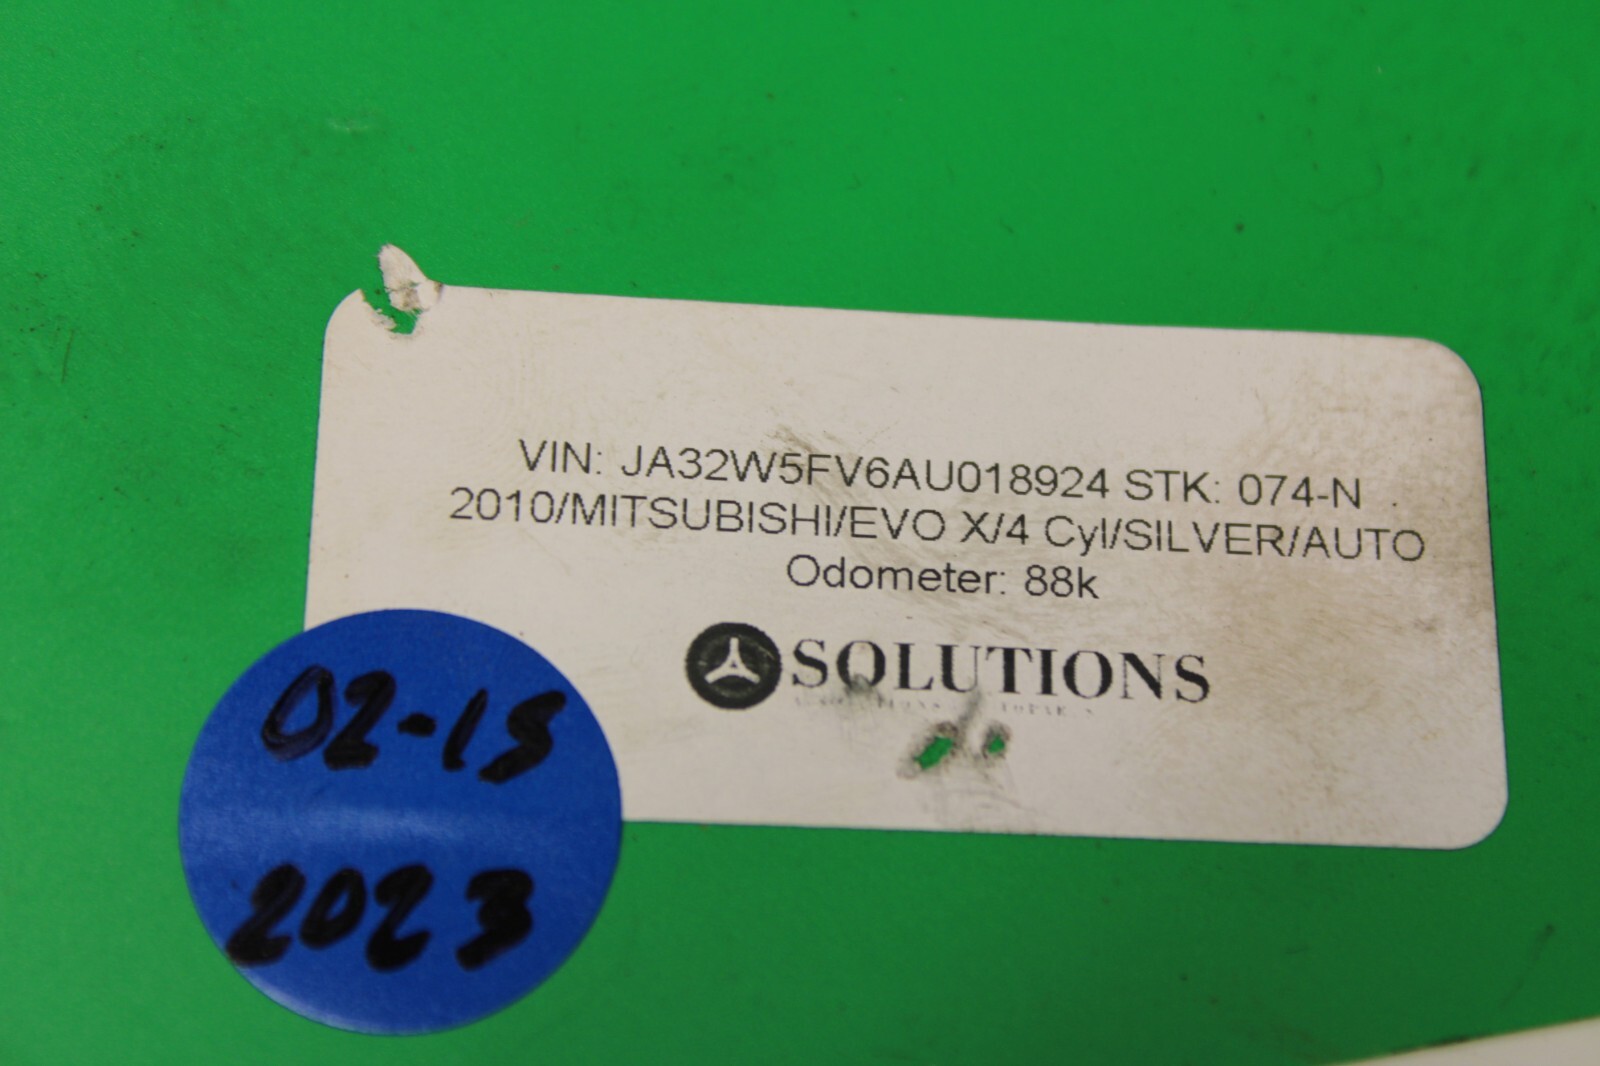 VIN: JA32W5FV6AU018924 STK: 074-N
2010/MITSUBISHI/EVO X/4 Cyl/SILVER/AUTO
Odometer: 88k
SOLUTIONS
02-15
2023